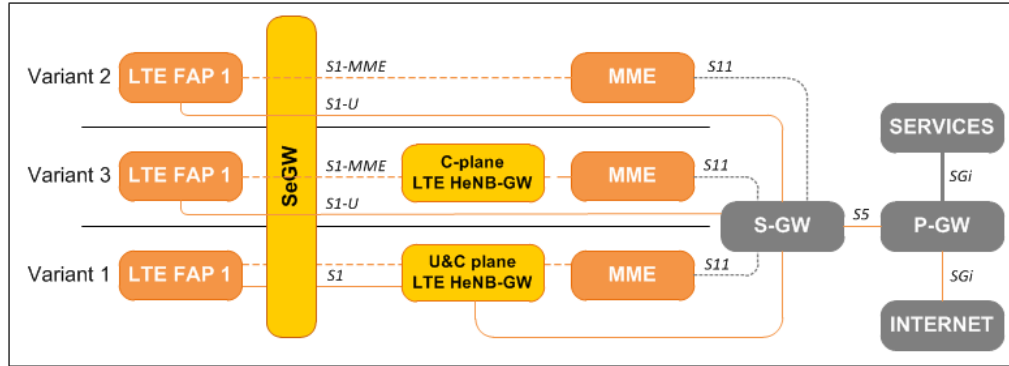 Variant 2
LTE FAP 1
S1-MME
MME
S11
S1-U
SeGW
Variant 3
LTE FAP 1
S1-MME
C-plane
LTE HeNB-GW
MME
S11
S1-U
Variant 1
LTE FAP 1
S1
U&C plane
LTE HeNB-GW
MME
S11
S-GW
S5
P-GW
SERVICES
SGi
SGi
INTERNET